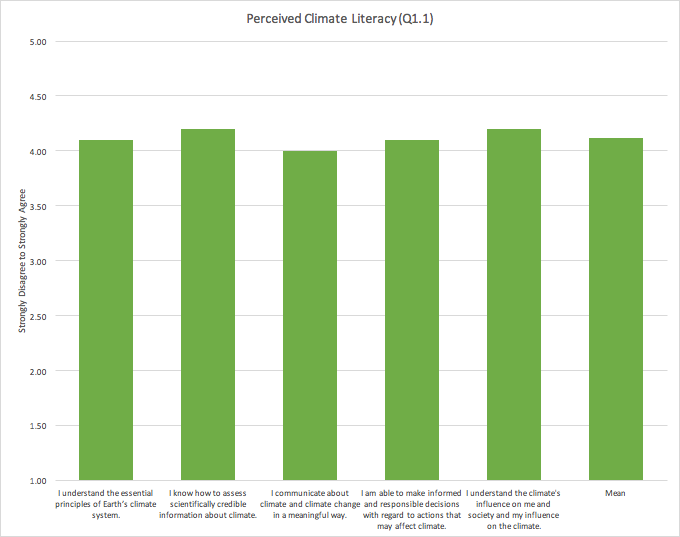 Perceived Climate Literacy (Q1.1)
5.00
4.50
4.00
3.50
3.00
2.50
2.00
1.50
1.00
Strongly Disagree to Strongly Agree
I understand the essential
principles of Earth's climate
system.
I know how to assess
scientifically credible
information about climate.
I communicate about
climate and climate change
in a meaningful way.
I am able to make informed
and responsible decisions
with regard to actions that
may affect climate.
I understand the climate's
influence on me and
society and my influence
on the climate.
Mean